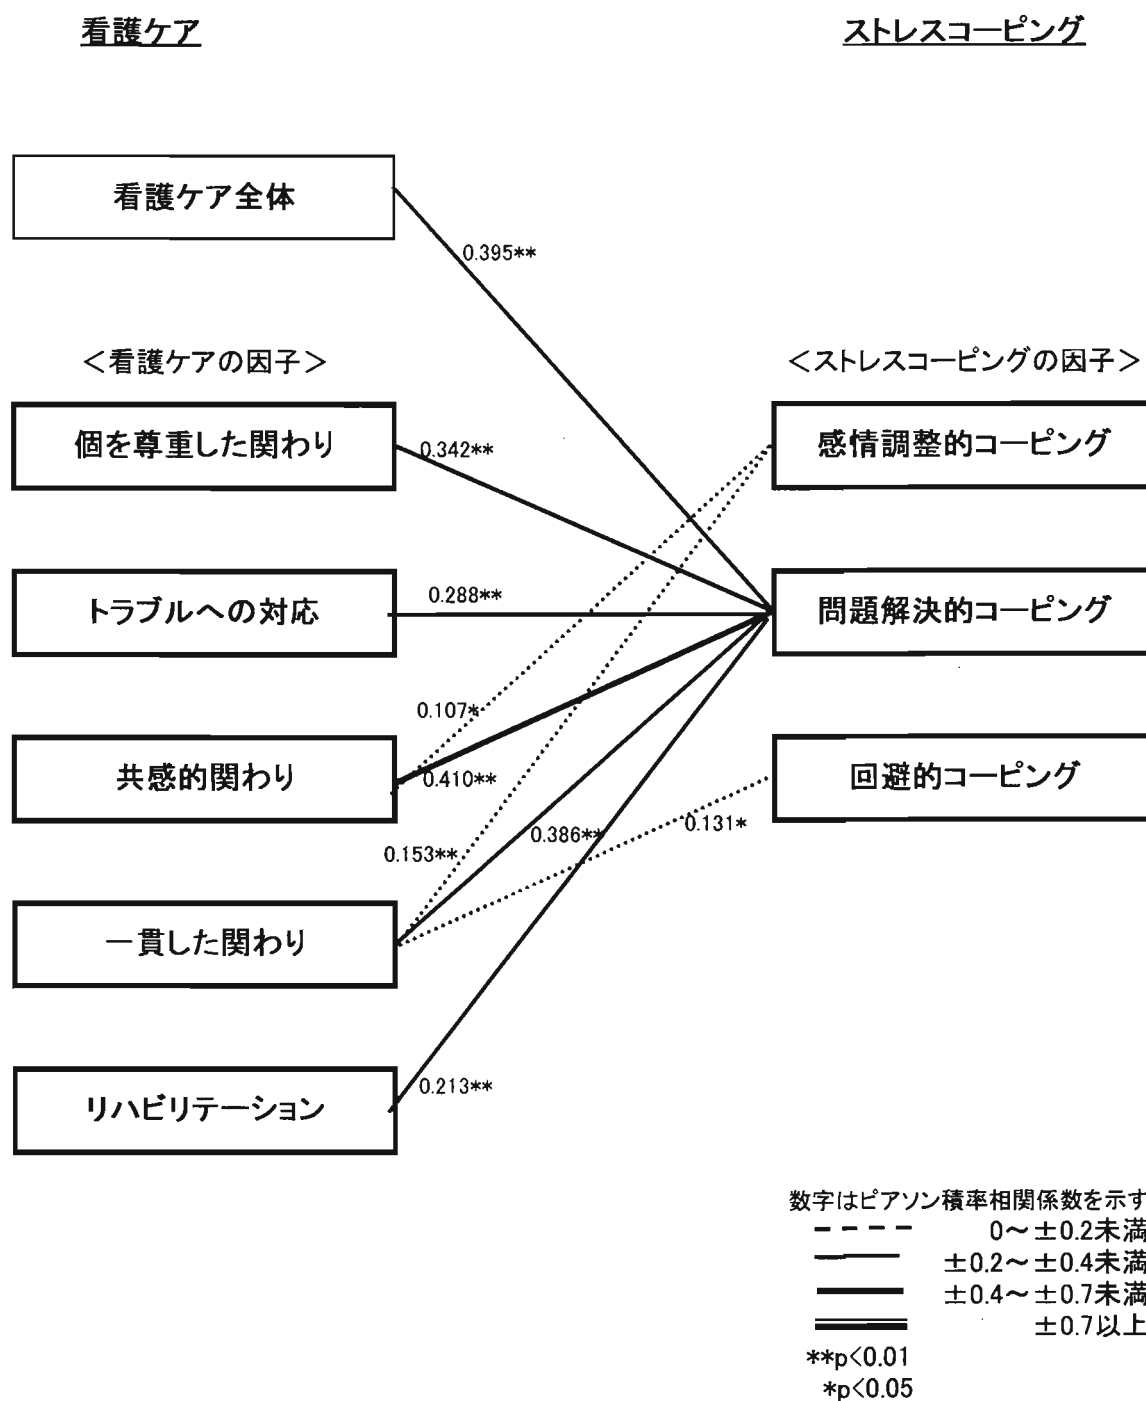 看護ケア
ストレスコーピング
看護ケア全体
0.395**
<看護ケアの因子>
<ストレスコーピングの因子>
個を尊重した関わり
0.342**
感情調整的コーピング
トラブルへの対応
0.288**
問題解決的コーピング
0.107*
共感的関わり
0.410**
回避的コーピング
0.153**
0.386**
0.131*
一貫した関わり
リハビリテーション
0.213**
数字はピアソン積率相関係数を示す
0～±0.2未満
±0.2～±0.4未満
±0.4～±0.7未満
±0.7以上
**p<0.01
*p<0.05